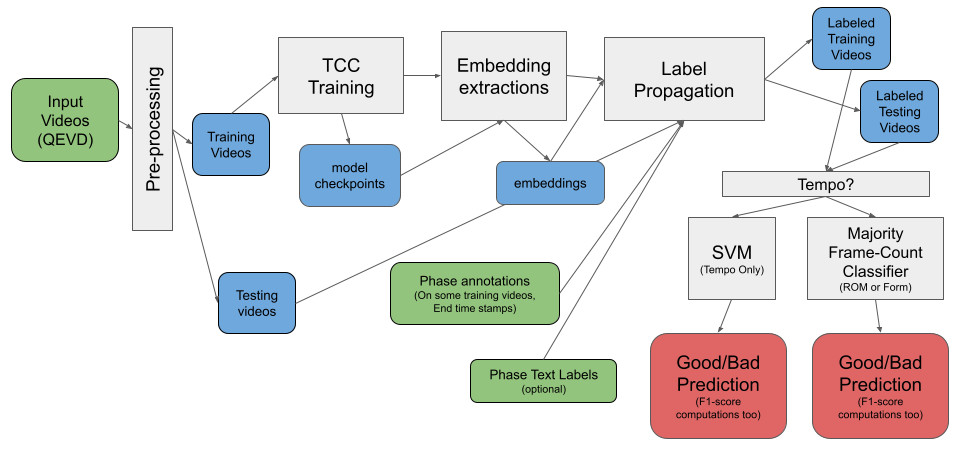 Input
Videos
(QEVD)
Pre-processing
Training
Videos
Testing
videos
TCC
Training
model
checkpoints
Embedding
extractions
embeddings
Phase annotations
(On some training videos,
End time stamps)
Phase Text Labels
(optional)
Label
Propagation
Labeled
Training
Videos
Labeled
Testing
Videos
Tempo?
SVM
(Tempo Only)
Majority
Frame-Count
Classifier
(ROM or Form)
Good/Bad
Prediction
(F1-score
computations too)
Good/Bad
Prediction
(F1-score
computations too)